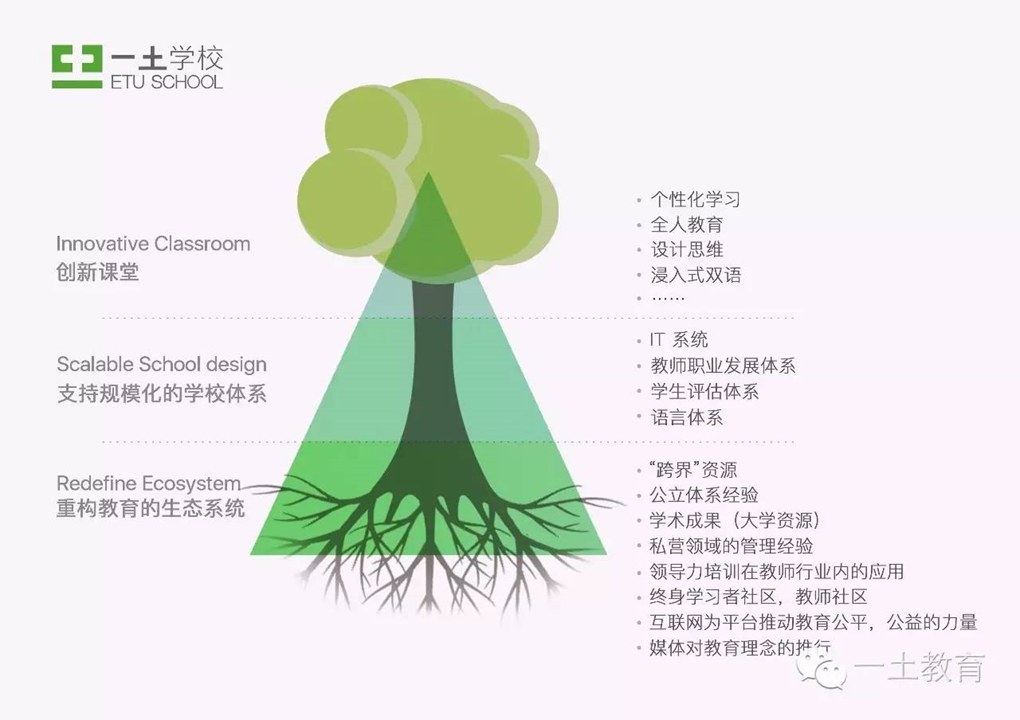 一土学校
ETU SCHOOL
Innovative Classroom
创新课堂
• 个性化学习
• 全人教育
• 设计思维
• 浸入式双语
• ……
Scalable School design
支持规模化的学校体系
• IT 系统
• 教师职业发展体系
• 学生评估体系
• 语言体系
Redefine Ecosystem
重构教育的生态系统
• “跨界”资源
• 公立体系经验
• 学术成果（大学资源）
• 私营领域的管理经验
• 领导力培训在教师行业内的应用
• 终身学习者社区，教师社区
• 互联网为平台推动教育公平，公益的力量
• 媒体对教育理念的推行
一土教育